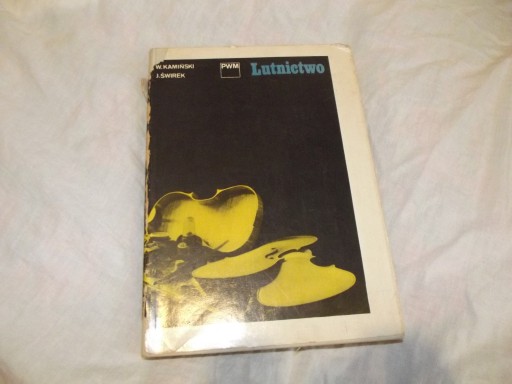 W. KAMIŃSKI
J. ŚWIREK
PWM
Lutnictwo